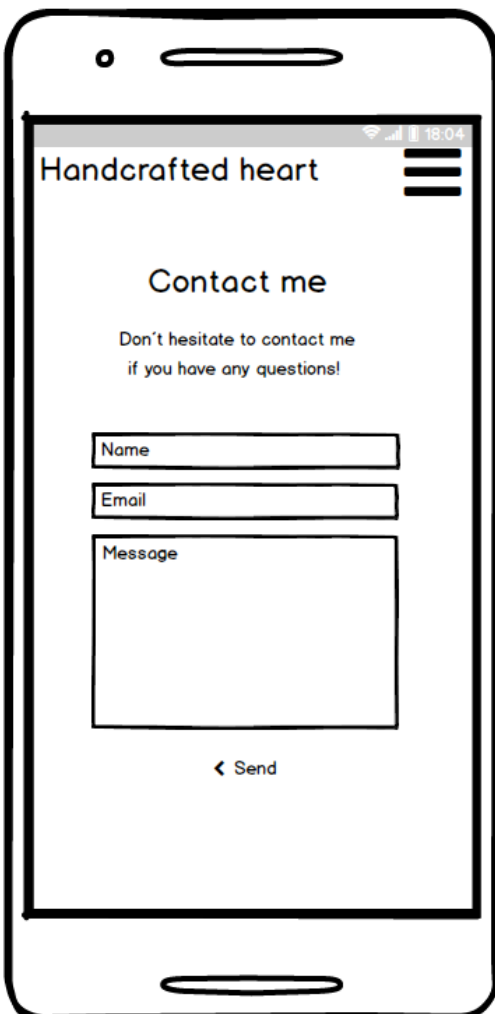 18:04
Handcrafted heart
Contact me
Don´t hesitate to contact me
if you have any questions!
Name
Email
Message
Send